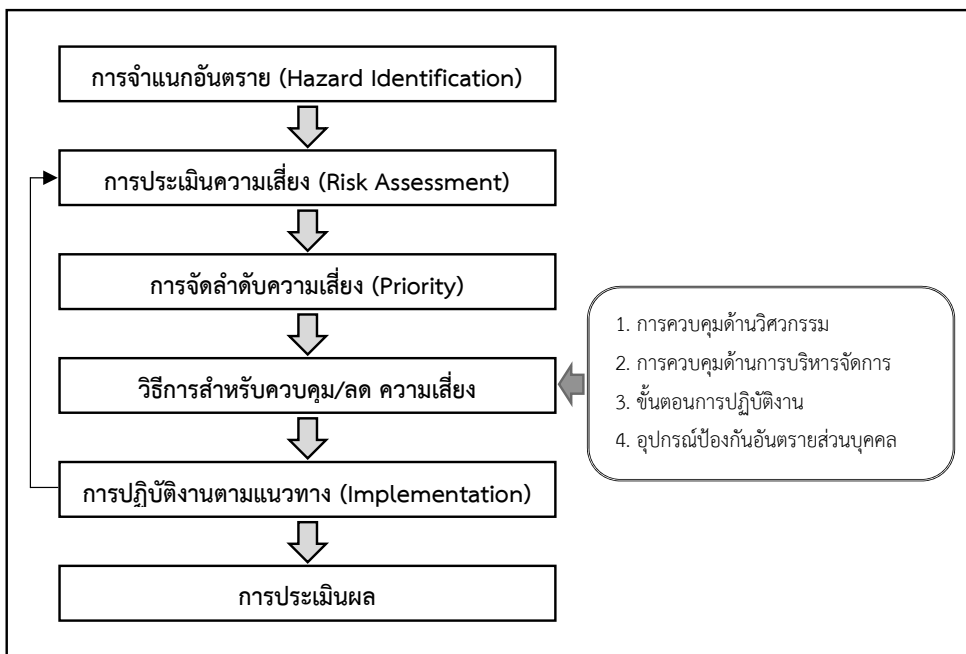 การจำแนกอันตราย (Hazard Identification)
การประเมินความเสี่ยง (Risk Assessment)
การจัดลำดับความเสี่ยง (Priority)
วิธีการสำหรับควบคุม/ลด ความเสี่ยง
1. การควบคุมด้านวิศวกรรม
2. การควบคุมด้านการบริหารจัดการ
3. ขั้นตอนการปฏิบัติงาน
4. อุปกรณ์ป้องกันอันตรายส่วนบุคคล
การปฏิบัติงานตามแนวทาง (Implementation)
การประเมินผล